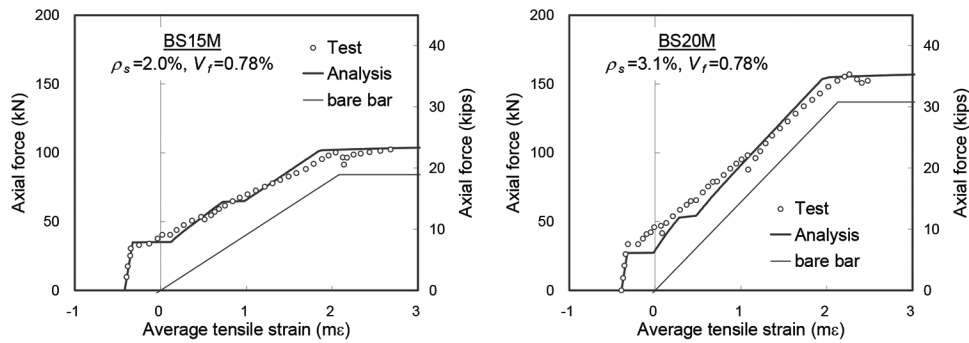 BS15M
ρs=2.0%, Vf=0.78%
Test
Analysis
bare bar
200
150
100
50
0
Axial force (kN)
40
30
20
10
0
Axial force (kips)
-1 0 1 2 3
Average tensile strain (mε)
BS20M
ρs=3.1%, Vf=0.78%
Test
Analysis
bare bar
200
150
100
50
0
Axial force (kN)
40
30
20
10
0
Axial force (kips)
-1 0 1 2 3
Average tensile strain (mε)